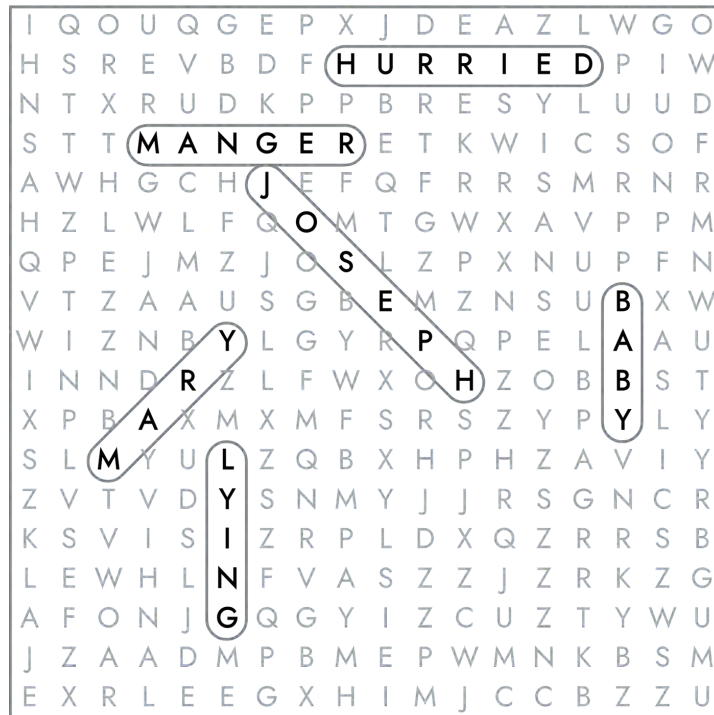 I Q O U Q G E P X J D E A Z L W G O
H S R E V B D F H U R R I E D P I W
N T X R U D K P P B R E S Y L U U D
S T T M A N G E R E T K W I C S O F
A W H G C H J E F Q F R R S M R N R
H Z L W L F Q O M T G W X A V P P M
Q P E J M Z J O S L Z P X N U P F N
V T Z A A U S G B E M Z N S U B X W
W I Z N B Y L G Y R P Q P E L A A U
I N N D R Z L F W X O H Z O B B S T
X P B A X M X M F S R S Z Y P Y L Y
S L M Y U L Z Q B X H P H Z A V I Y
Z V T V D Y S N M Y J J R S G N C R
K S V I S I Z R P L D X Q Z R R S B
L E W H L N F V A S Z Z J Z R K Z G
A F O N J G Q G Y I Z C U Z T Y W U
J Z A A D M P B M E P W M N K B S M
E X R L E E G X H I M J C C B Z Z U